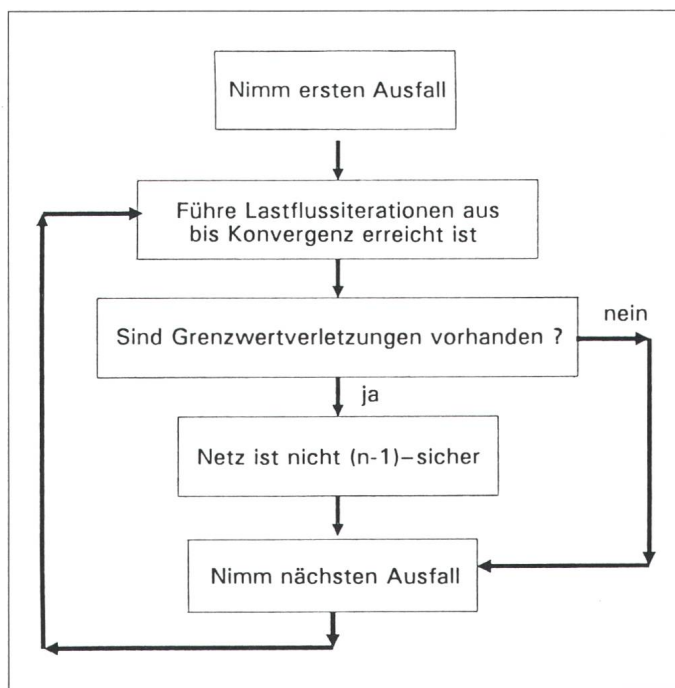 Nimm ersten Ausfall
Führe Lastflussiterationen aus
bis Konvergenz erreicht ist
Sind Grenzwertverletzungen vorhanden ?
nein
ja
Netz ist nicht (n-1)–sicher
Nimm nächsten Ausfall